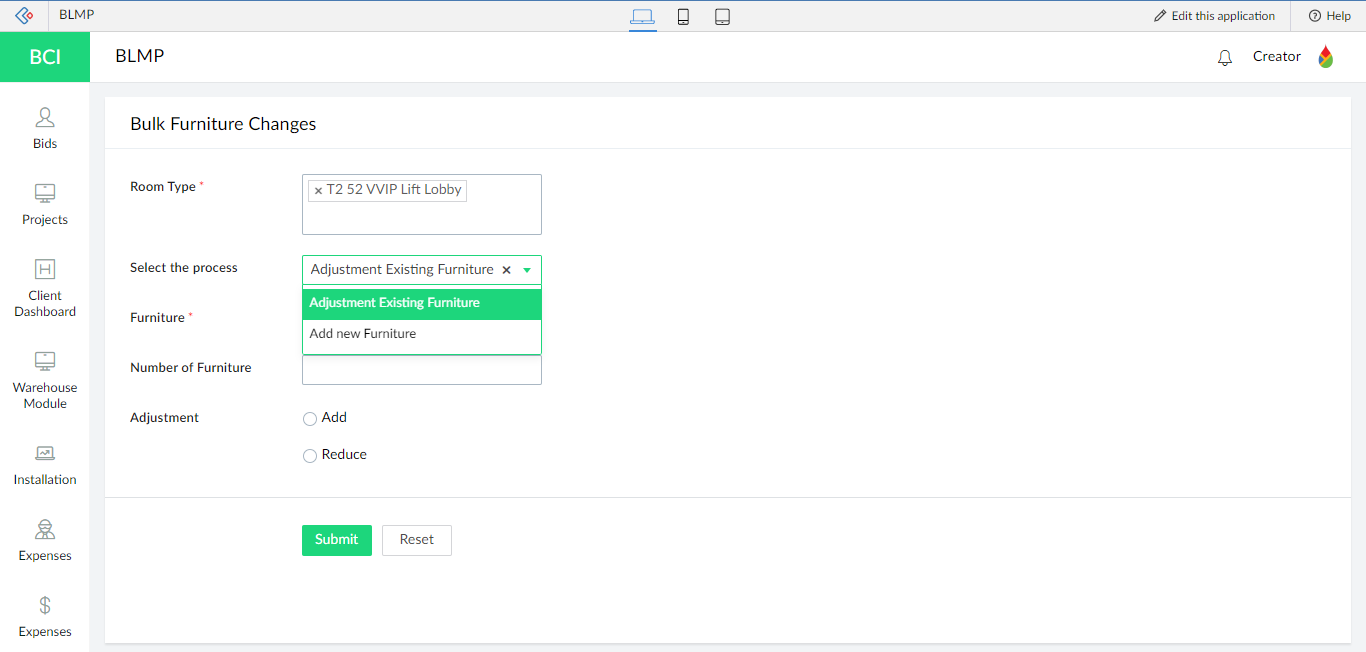 BLMP
Edit this application
Help
BCI
BLMP
Creator
Bids
Projects
Client
Dashboard
Warehouse
Module
Installation
Expenses
Expenses
Bulk Furniture Changes
Room Type *
× T2 52 VVIP Lift Lobby
Select the process
Adjustment Existing Furniture ×
Adjustment Existing Furniture
Add new Furniture
Furniture *
Number of Furniture
Adjustment
Add
Reduce
Submit
Reset